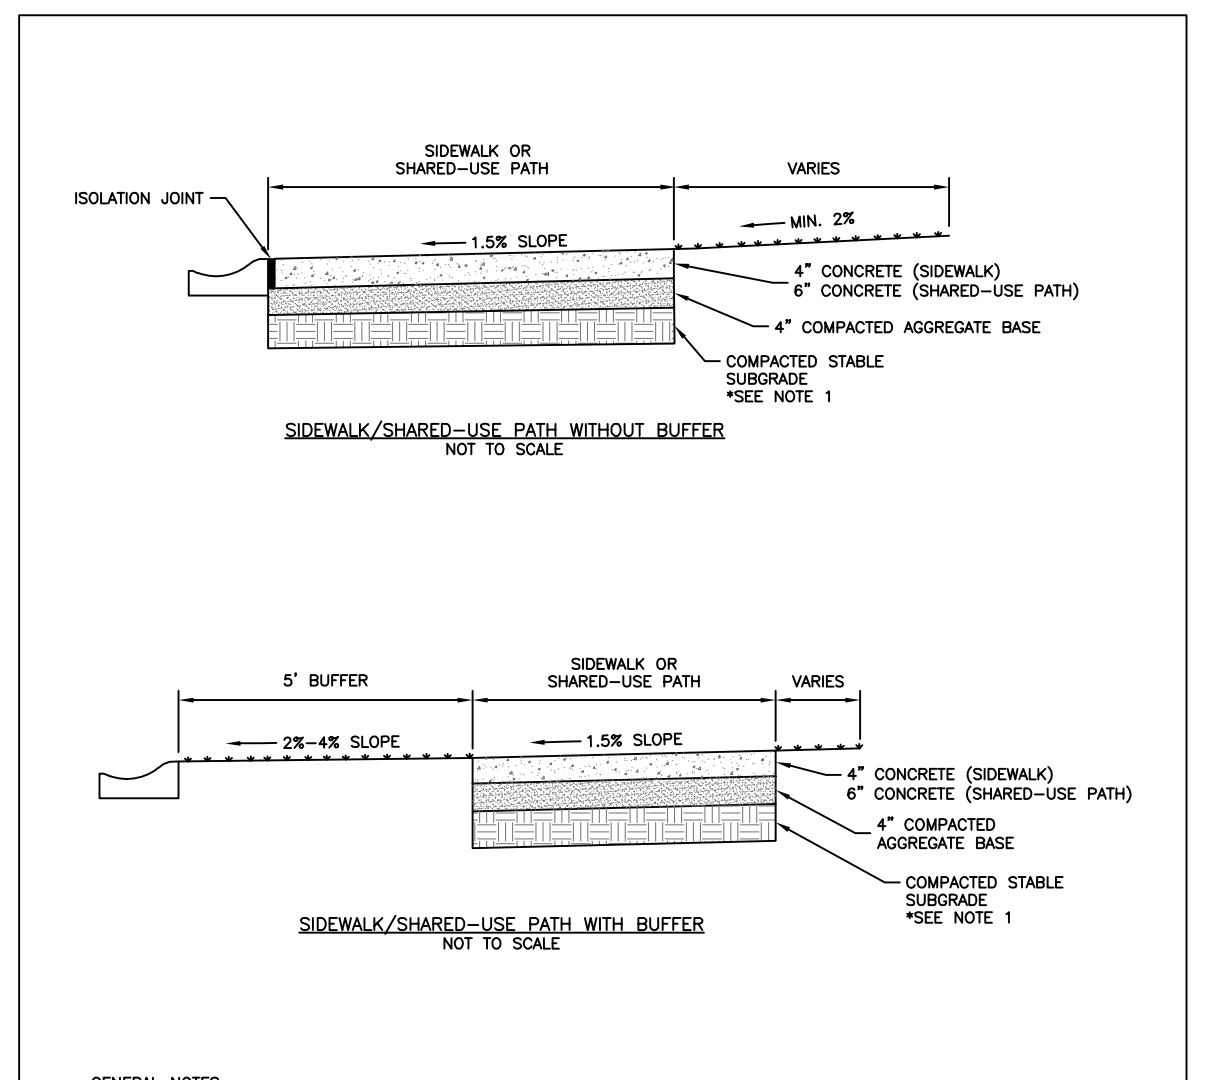 SIDEWALK OR
SHARED-USE PATH
VARIES
ISOLATION JOINT
MIN. 2%
1.5% SLOPE
4" CONCRETE (SIDEWALK)
6" CONCRETE (SHARED-USE PATH)
4" COMPACTED AGGREGATE BASE
COMPACTED STABLE
SUBGRADE
*SEE NOTE 1
SIDEWALK/SHARED-USE PATH WITHOUT BUFFER
NOT TO SCALE
SIDEWALK OR
SHARED-USE PATH
5' BUFFER
VARIES
2%-4% SLOPE
1.5% SLOPE
4" CONCRETE (SIDEWALK)
6" CONCRETE (SHARED-USE PATH)
4" COMPACTED
AGGREGATE BASE
COMPACTED STABLE
SUBGRADE
*SEE NOTE 1
SIDEWALK/SHARED-USE PATH WITH BUFFER
NOT TO SCALE
GENERAL NOTES